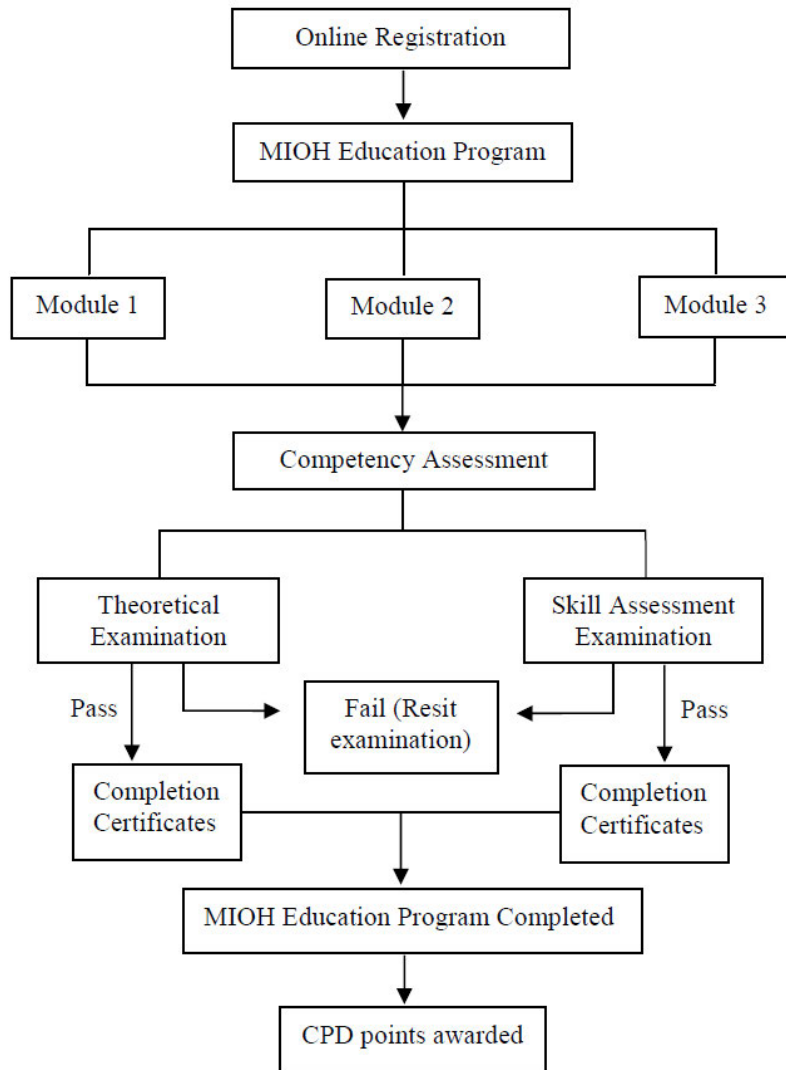 Online Registration
MIOH Education Program
Module 1
Module 2
Module 3
Competency Assessment
Theoretical
Examination
Skill Assessment
Examination
Pass
Fail (Resit
examination)
Pass
Completion
Certificates
Completion
Certificates
MIOH Education Program Completed
CPD points awarded